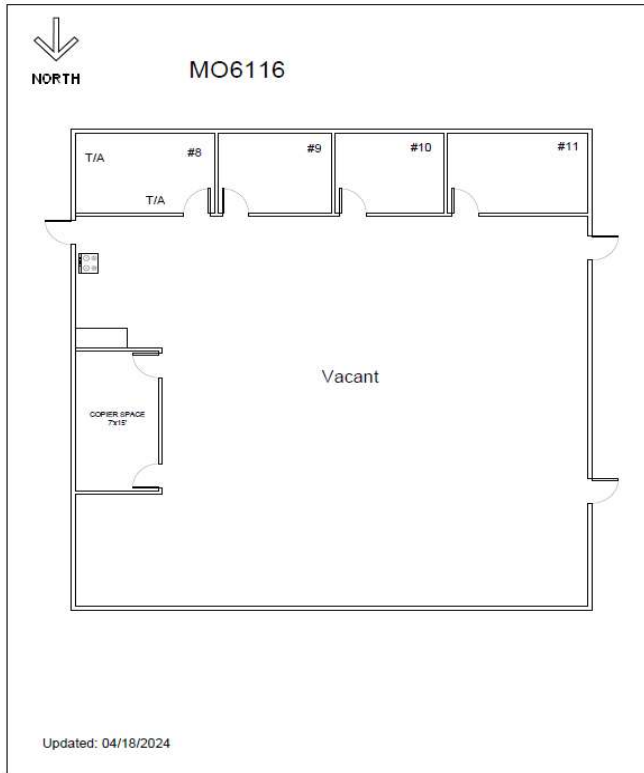 NORTH
MO6116
T/A
#8
T/A
#9
#10
#11
Vacant
COPIER SPACE
7'x15'
Updated: 04/18/2024